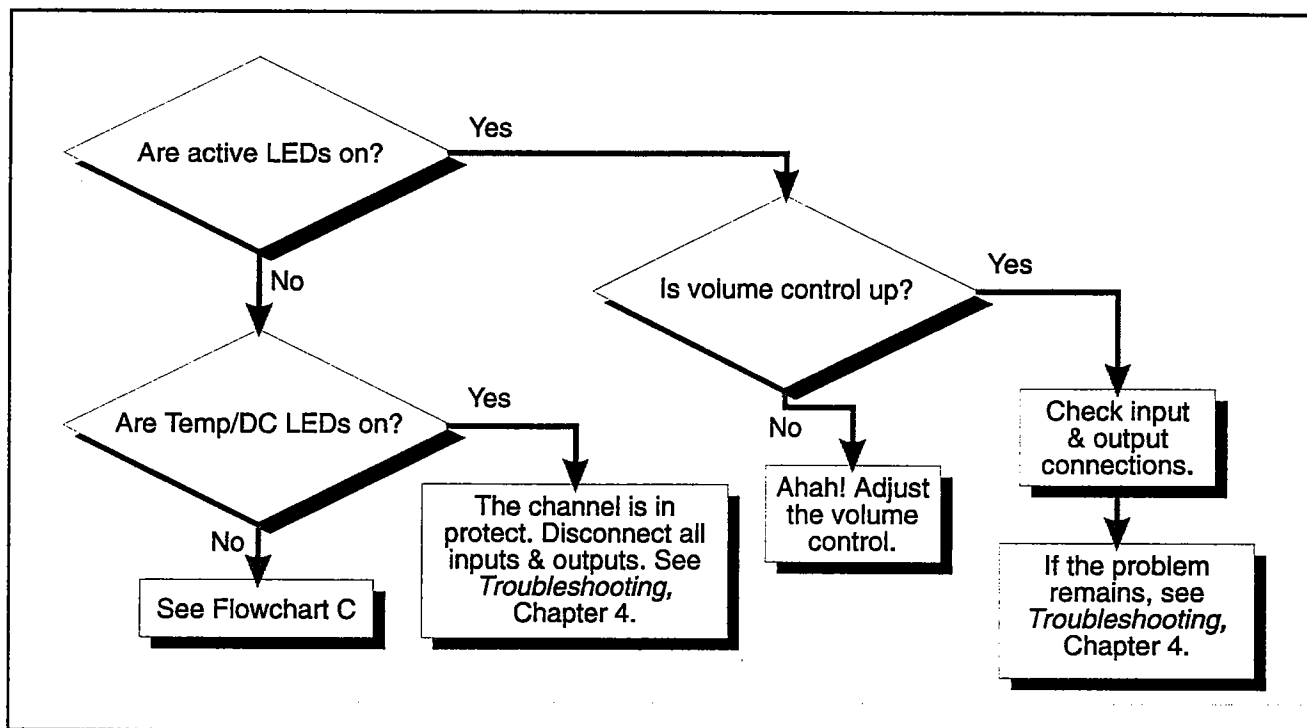 Are active LEDs on?
Yes
No
Is volume control up?
Yes
No
Are Temp/DC LEDs on?
Yes
No
See Flowchart C
The channel is in
protect. Disconnect all
inputs & outputs. See
Troubleshooting,
Chapter 4.
Ahah! Adjust
the volume
control.
Check input
& output
connections.
If the problem
remains, see
Troubleshooting,
Chapter 4.